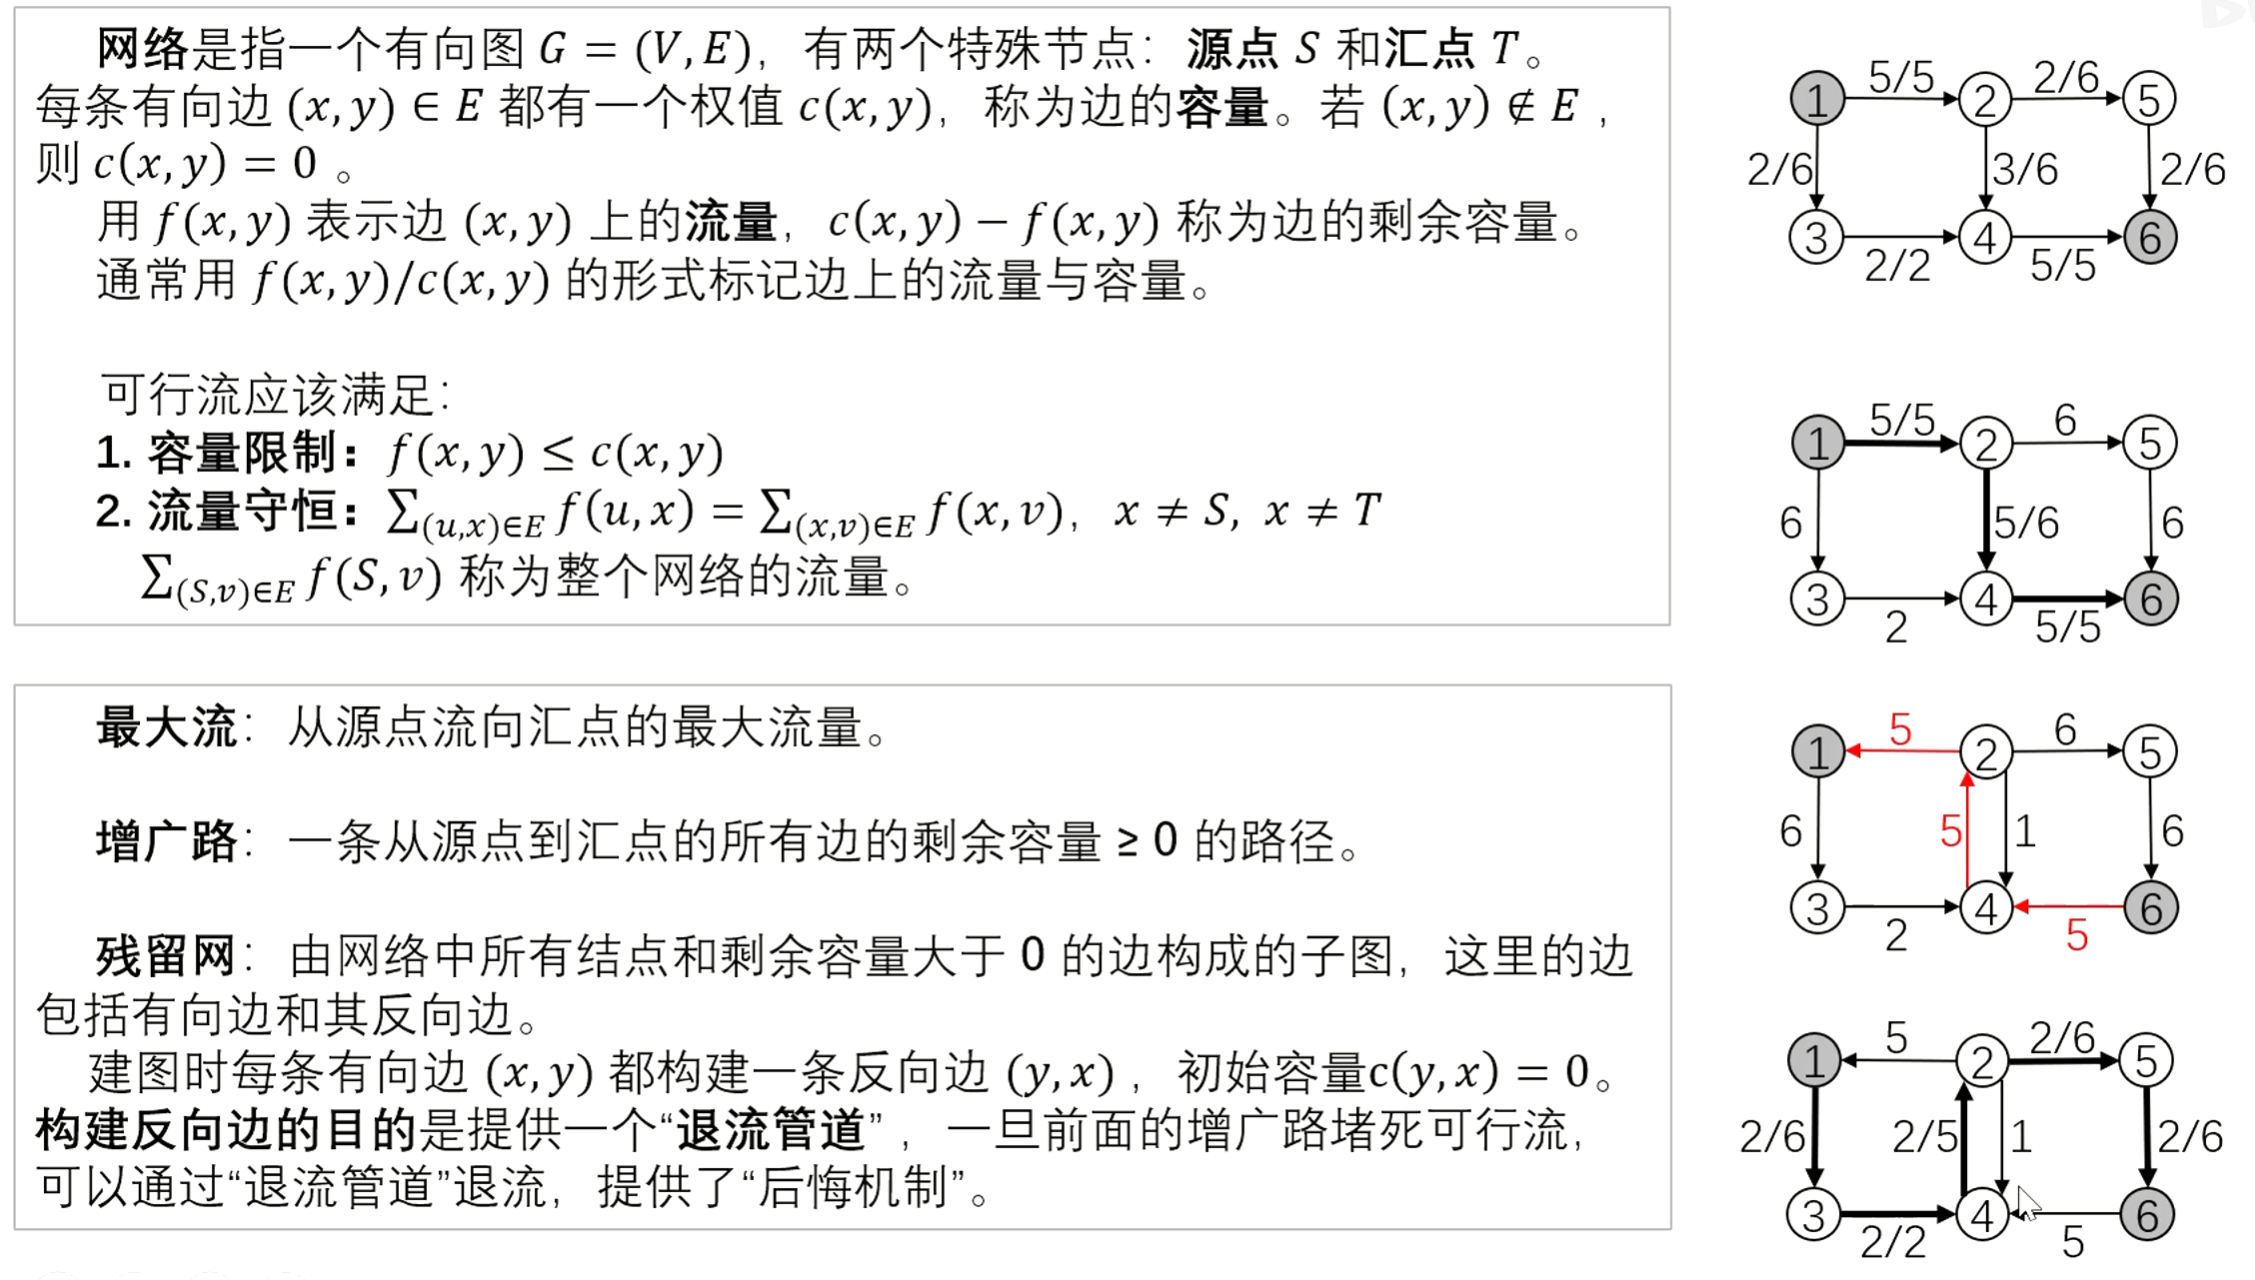 网络是指一个有向图 G = (V, E)，有两个特殊节点：源点 S 和汇点 T。
每条有向边 (x, y) ∈ E 都有一个权值 c(x, y)，称为边的容量。若 (x, y) ∉ E ，
则 c(x, y) = 0 。
用 f(x, y) 表示边 (x, y) 上的流量，c(x, y) − f(x, y) 称为边的剩余容量。
通常用 f(x, y)/c(x, y) 的形式标记边上的流量与容量。
可行流应该满足：
1. 容量限制：f(x, y) ≤ c(x, y)
2. 流量守恒：∑(u,x)∈E f(u, x) = ∑(x,v)∈E f(x, v)，x ≠ S, x ≠ T
∑(S,v)∈E f(S, v) 称为整个网络的流量。
最大流：从源点流向汇点的最大流量。
增广路：一条从源点到汇点的所有边的剩余容量 ≥ 0 的路径。
残留网：由网络中所有结点和剩余容量大于 0 的边构成的子图，这里的边
包括有向边和其反向边。
建图时每条有向边 (x, y) 都构建一条反向边 (y, x) ，初始容量c(y, x) = 0。
构建反向边的目的是提供一个“退流管道” ，一旦前面的增广路堵死可行流，
可以通过“退流管道”退流，提供了“后悔机制”。
1 5/5 2 2/6 5
2/6 3/6 2/6
3 2/2 4 5/5 6
1 5/5 2 6 5
6 5/6 6
3 2 4 5/5 6
1 5 2 6 5
6 5 1 6
3 2 4 5 6
1 5 2 2/6 5
2/6 2/5 1 2/6
3 2/2 4 5 6